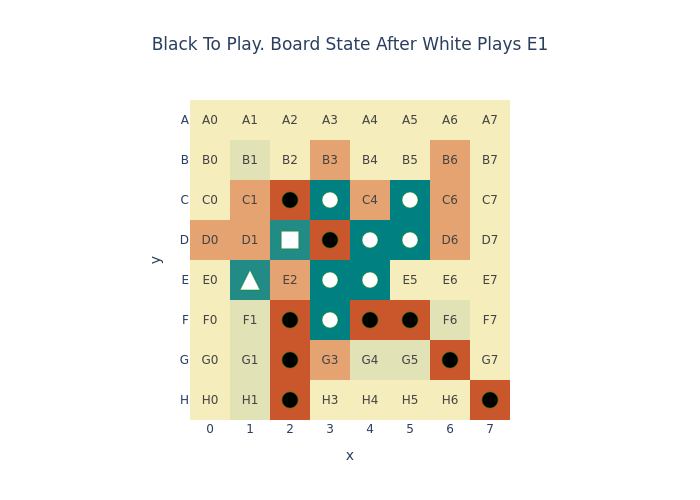 Black To Play. Board State After White Plays E1
A A0 A1 A2 A3 A4 A5 A6 A7
B B0 B1 B2 B3 B4 B5 B6 B7
C C0 C1 C4 C6 C7
y D D0 D1 D6 D7
E E0 E2 E5 E6 E7
F F0 F1 F6 F7
G G0 G1 G3 G4 G5 G7
H H0 H1 H3 H4 H5 H6
0 1 2 3 4 5 6 7
x